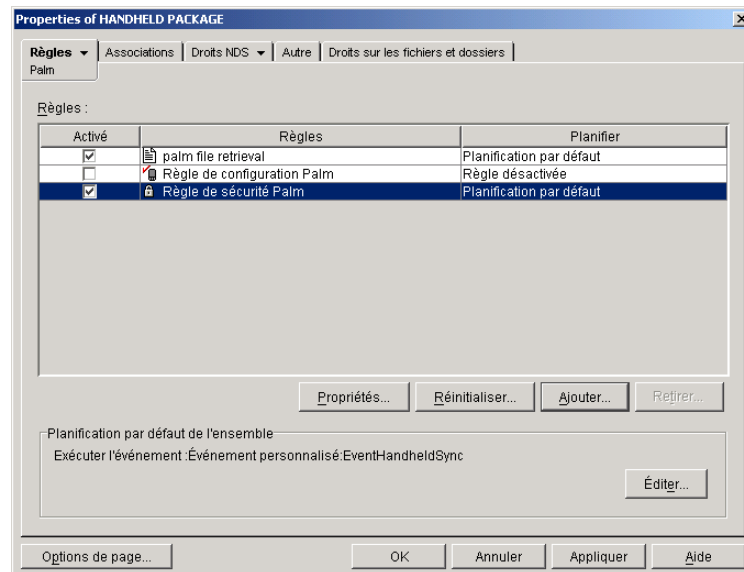 Properties of HANDHELD PACKAGE
Règles Associations Droits NDS Autre Droits sur les fichiers et dossiers
Palm
Règles :
Activé Règles Planifier
palm file retrieval Planification par défaut
Règle de configuration Palm Règle désactivée
Règle de sécurité Palm Planification par défaut
Propriétés... Réinitialiser... Ajouter... Retirer...
Planification par défaut de l'ensemble
Exécuter l'événement :Événement personnalisé:EventHandheldSync
Éditer...
Options de page... OK Annuler Appliquer Aide